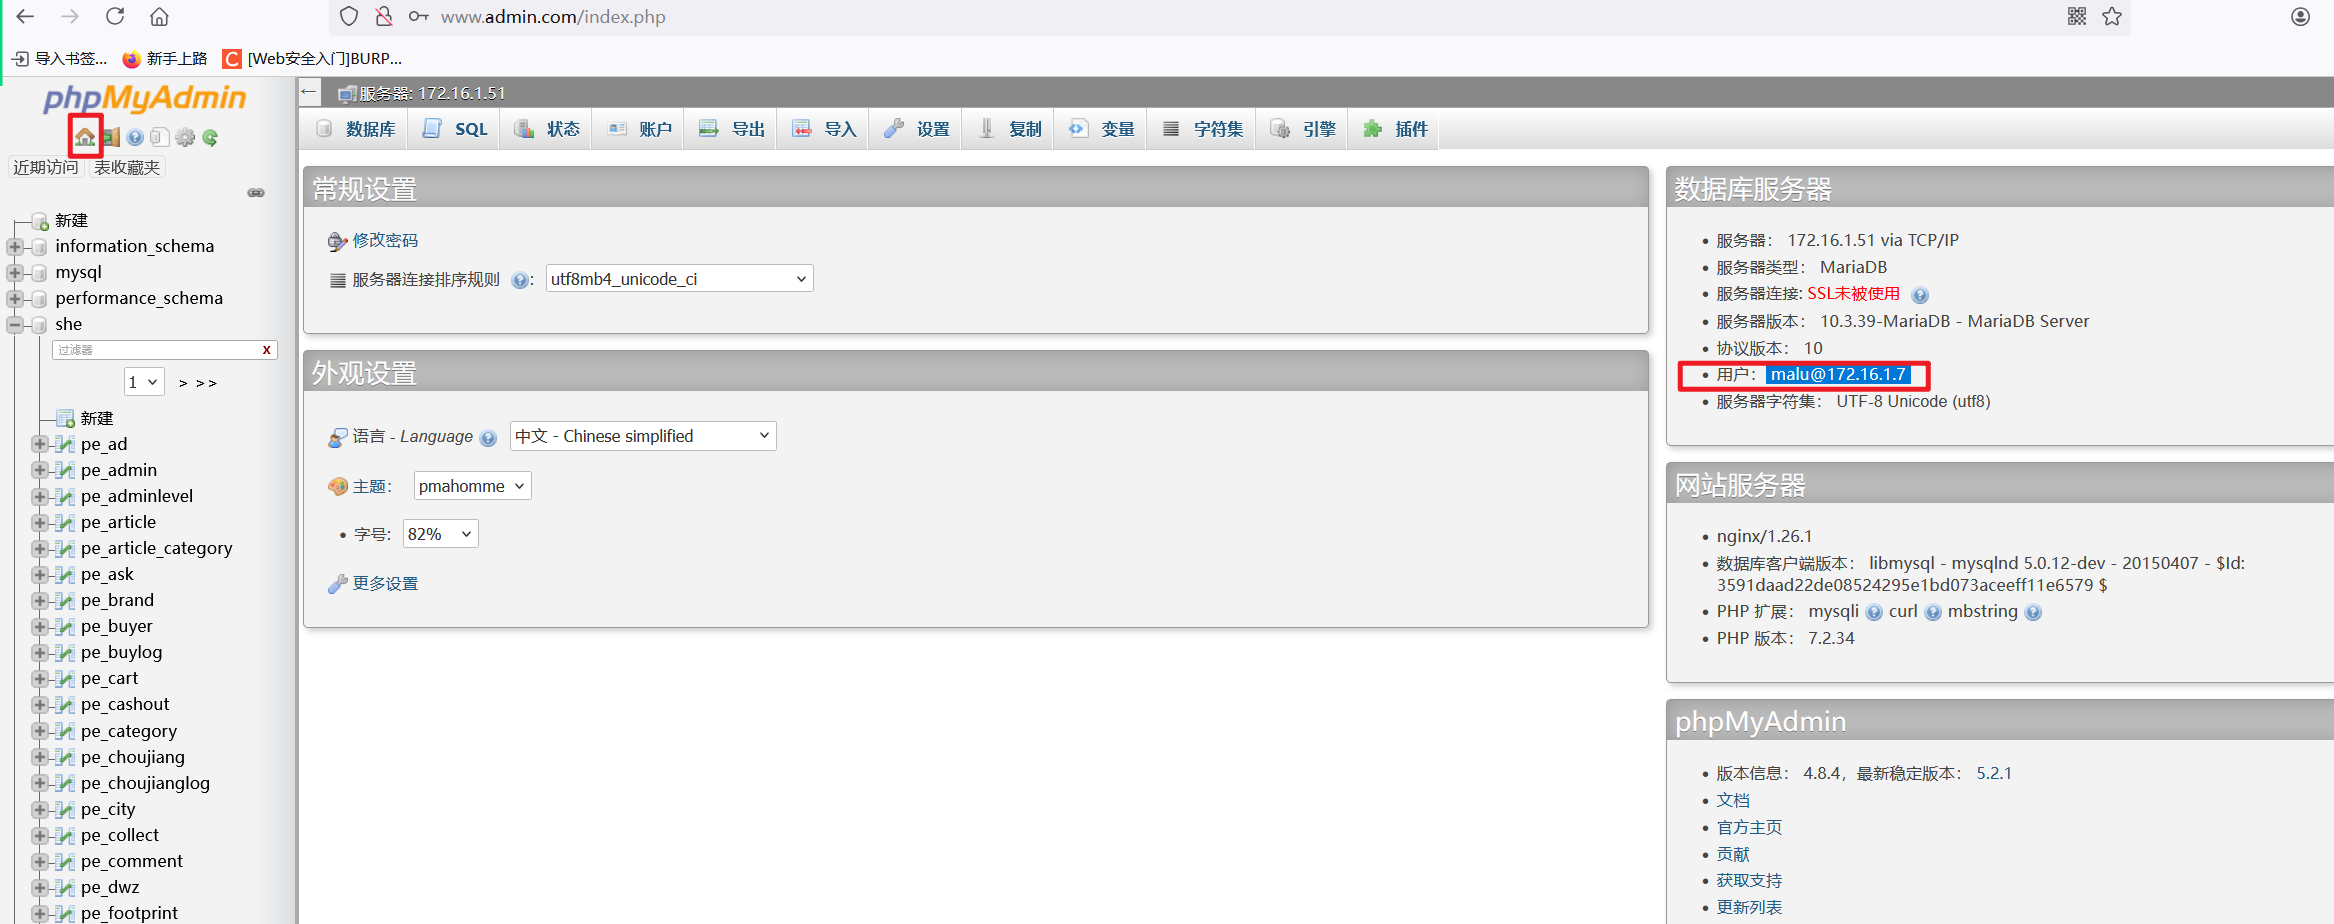 www.admin.com/index.php
导入书签... 新手上路 [Web安全入门]BURP...
phpMyAdmin
近期访问 表收藏夹
新建
information_schema
mysql
performance_schema
she
过滤器 X
1 > >>
新建
pe_ad
pe_admin
pe_adminlevel
pe_article
pe_article_category
pe_ask
pe_brand
pe_buyer
pe_buylog
pe_cart
pe_cashout
pe_category
pe_choujiang
pe_choujianglog
pe_city
pe_collect
pe_comment
pe_dwz
pe_footprint
服务器: 172.16.1.51
数据库 SQL 状态 账户 导出 导入 设置 复制 变量 字符集 引擎 插件
常规设置
修改密码
服务器连接排序规则 : utf8mb4_unicode_ci
外观设置
语言 - Language 中文 - Chinese simplified
主题: pmahomme
• 字号: 82%
更多设置
数据库服务器
• 服务器: 172.16.1.51 via TCP/IP
• 服务器类型: MariaDB
• 服务器连接: SSL未被使用
• 服务器版本: 10.3.39-MariaDB - MariaDB Server
• 协议版本: 10
• 用户: malu@172.16.1.7
• 服务器字符集: UTF-8 Unicode (utf8)
网站服务器
• nginx/1.26.1
• 数据库客户端版本: libmysql - mysqlnd 5.0.12-dev - 20150407 - $Id:
3591daad22de08524295e1bd073aceeff11e6579 $
• PHP 扩展: mysqli curl mbstring
• PHP 版本: 7.2.34
phpMyAdmin
• 版本信息: 4.8.4, 最新稳定版本: 5.2.1
• 文档
• 官方主页
• 贡献
• 获取支持
• 更新列表